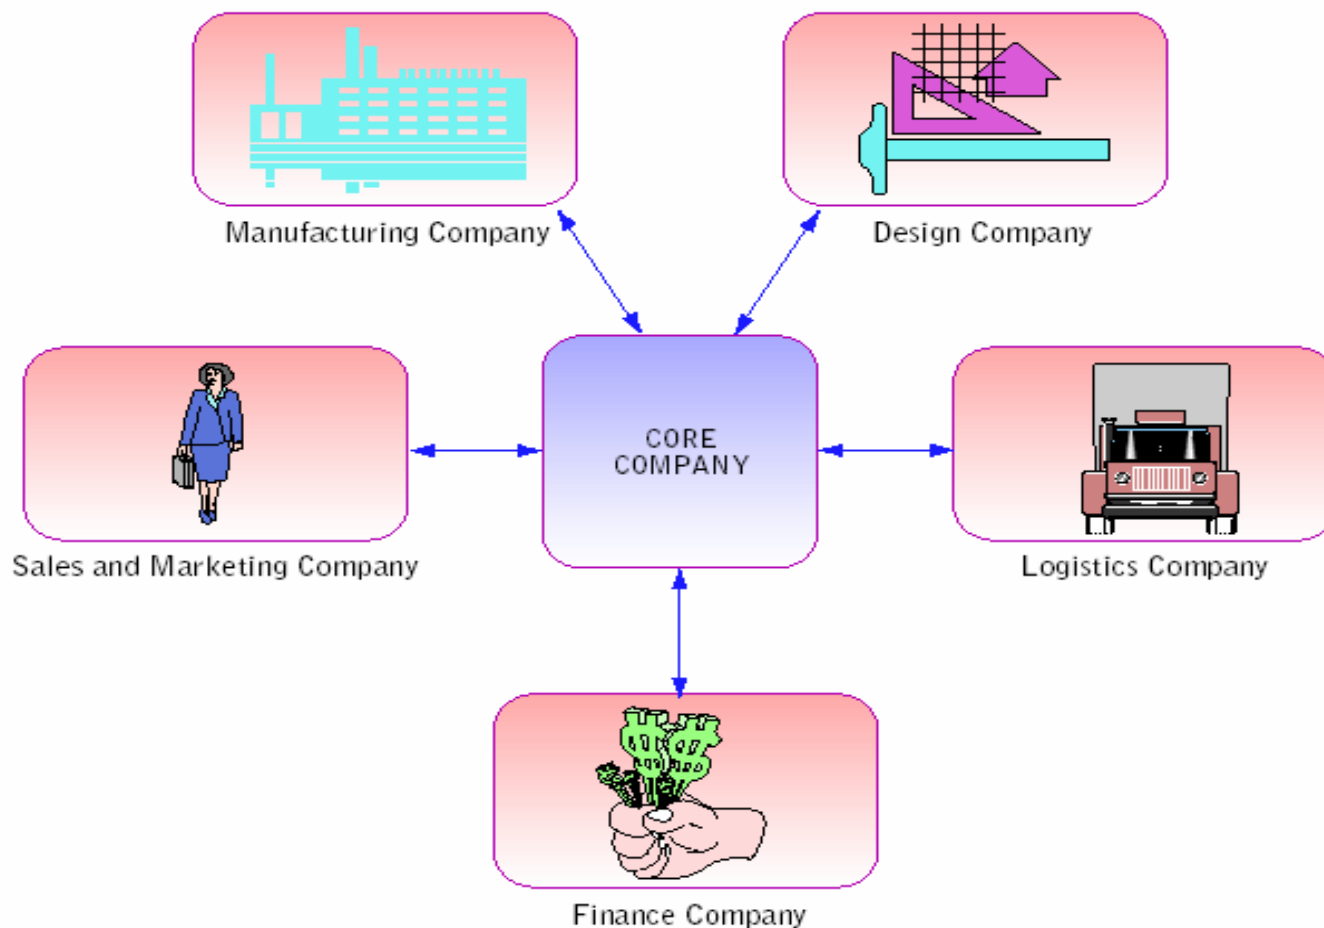 Manufacturing Company
Design Company
CORE
COMPANY
Sales and Marketing Company
Logistics Company
Finance Company